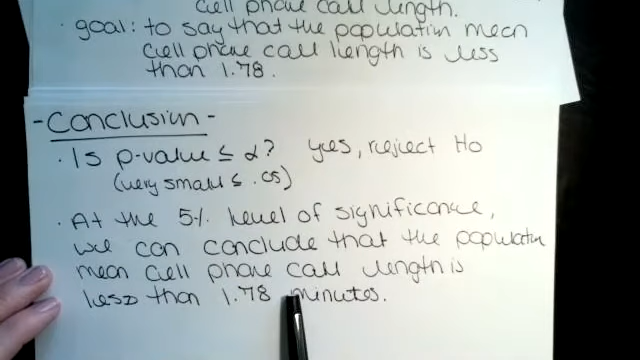 cell phone call length.
goal: to say that the population mean
cell phone call length is less
than 1.78.
- Conclusion -
• Is p-value ≤ α? yes, reject Ho
(very small ≤ .05)
• At the 5% level of significance,
we can conclude that the population
mean cell phone call length is
less than 1.78 minutes.